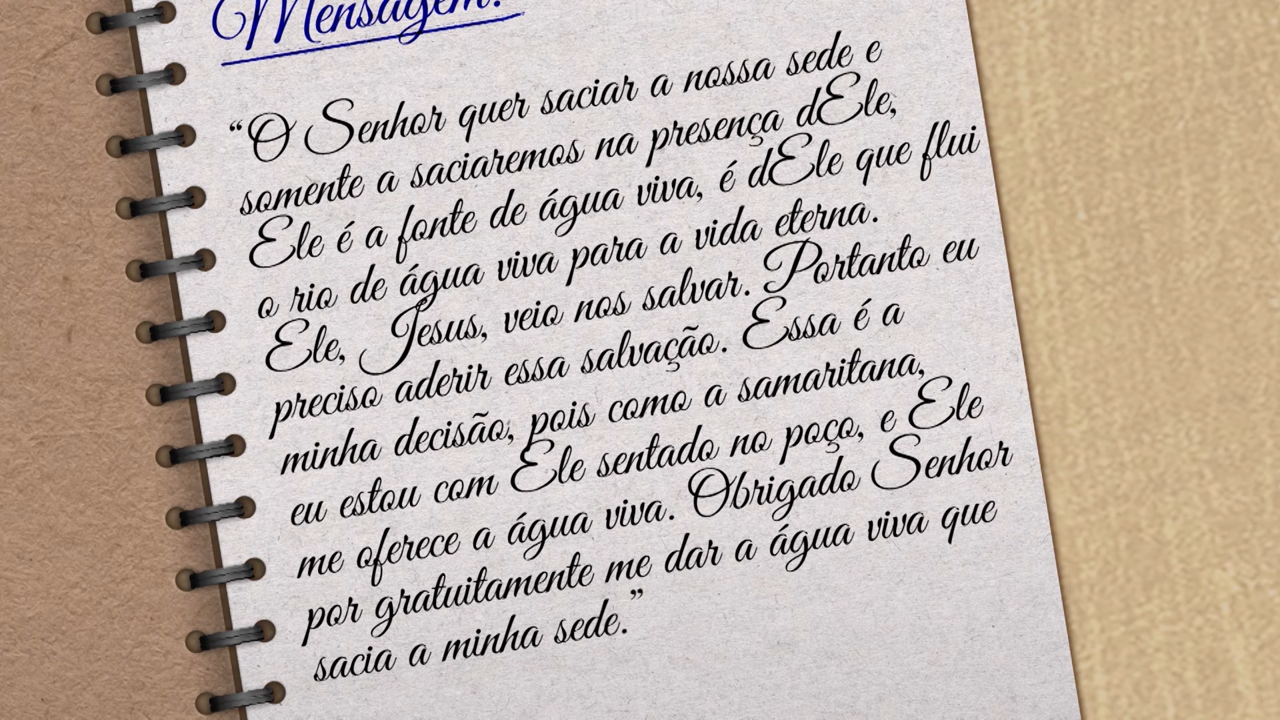 Mensagem:
“O Senhor quer saciar a nossa sede e
somente a saciaremos na presença dEle,
Ele é a fonte de água viva, é dEle que flui
o rio de água viva para a vida eterna.
Ele, Jesus, veio nos salvar. Portanto eu
preciso aderir essa salvação. Essa é a
minha decisão, pois como a samaritana,
eu estou com Ele sentado no poço, e Ele
me oferece a água viva. Obrigado Senhor
por gratuitamente me dar a água viva que
sacia a minha sede.”